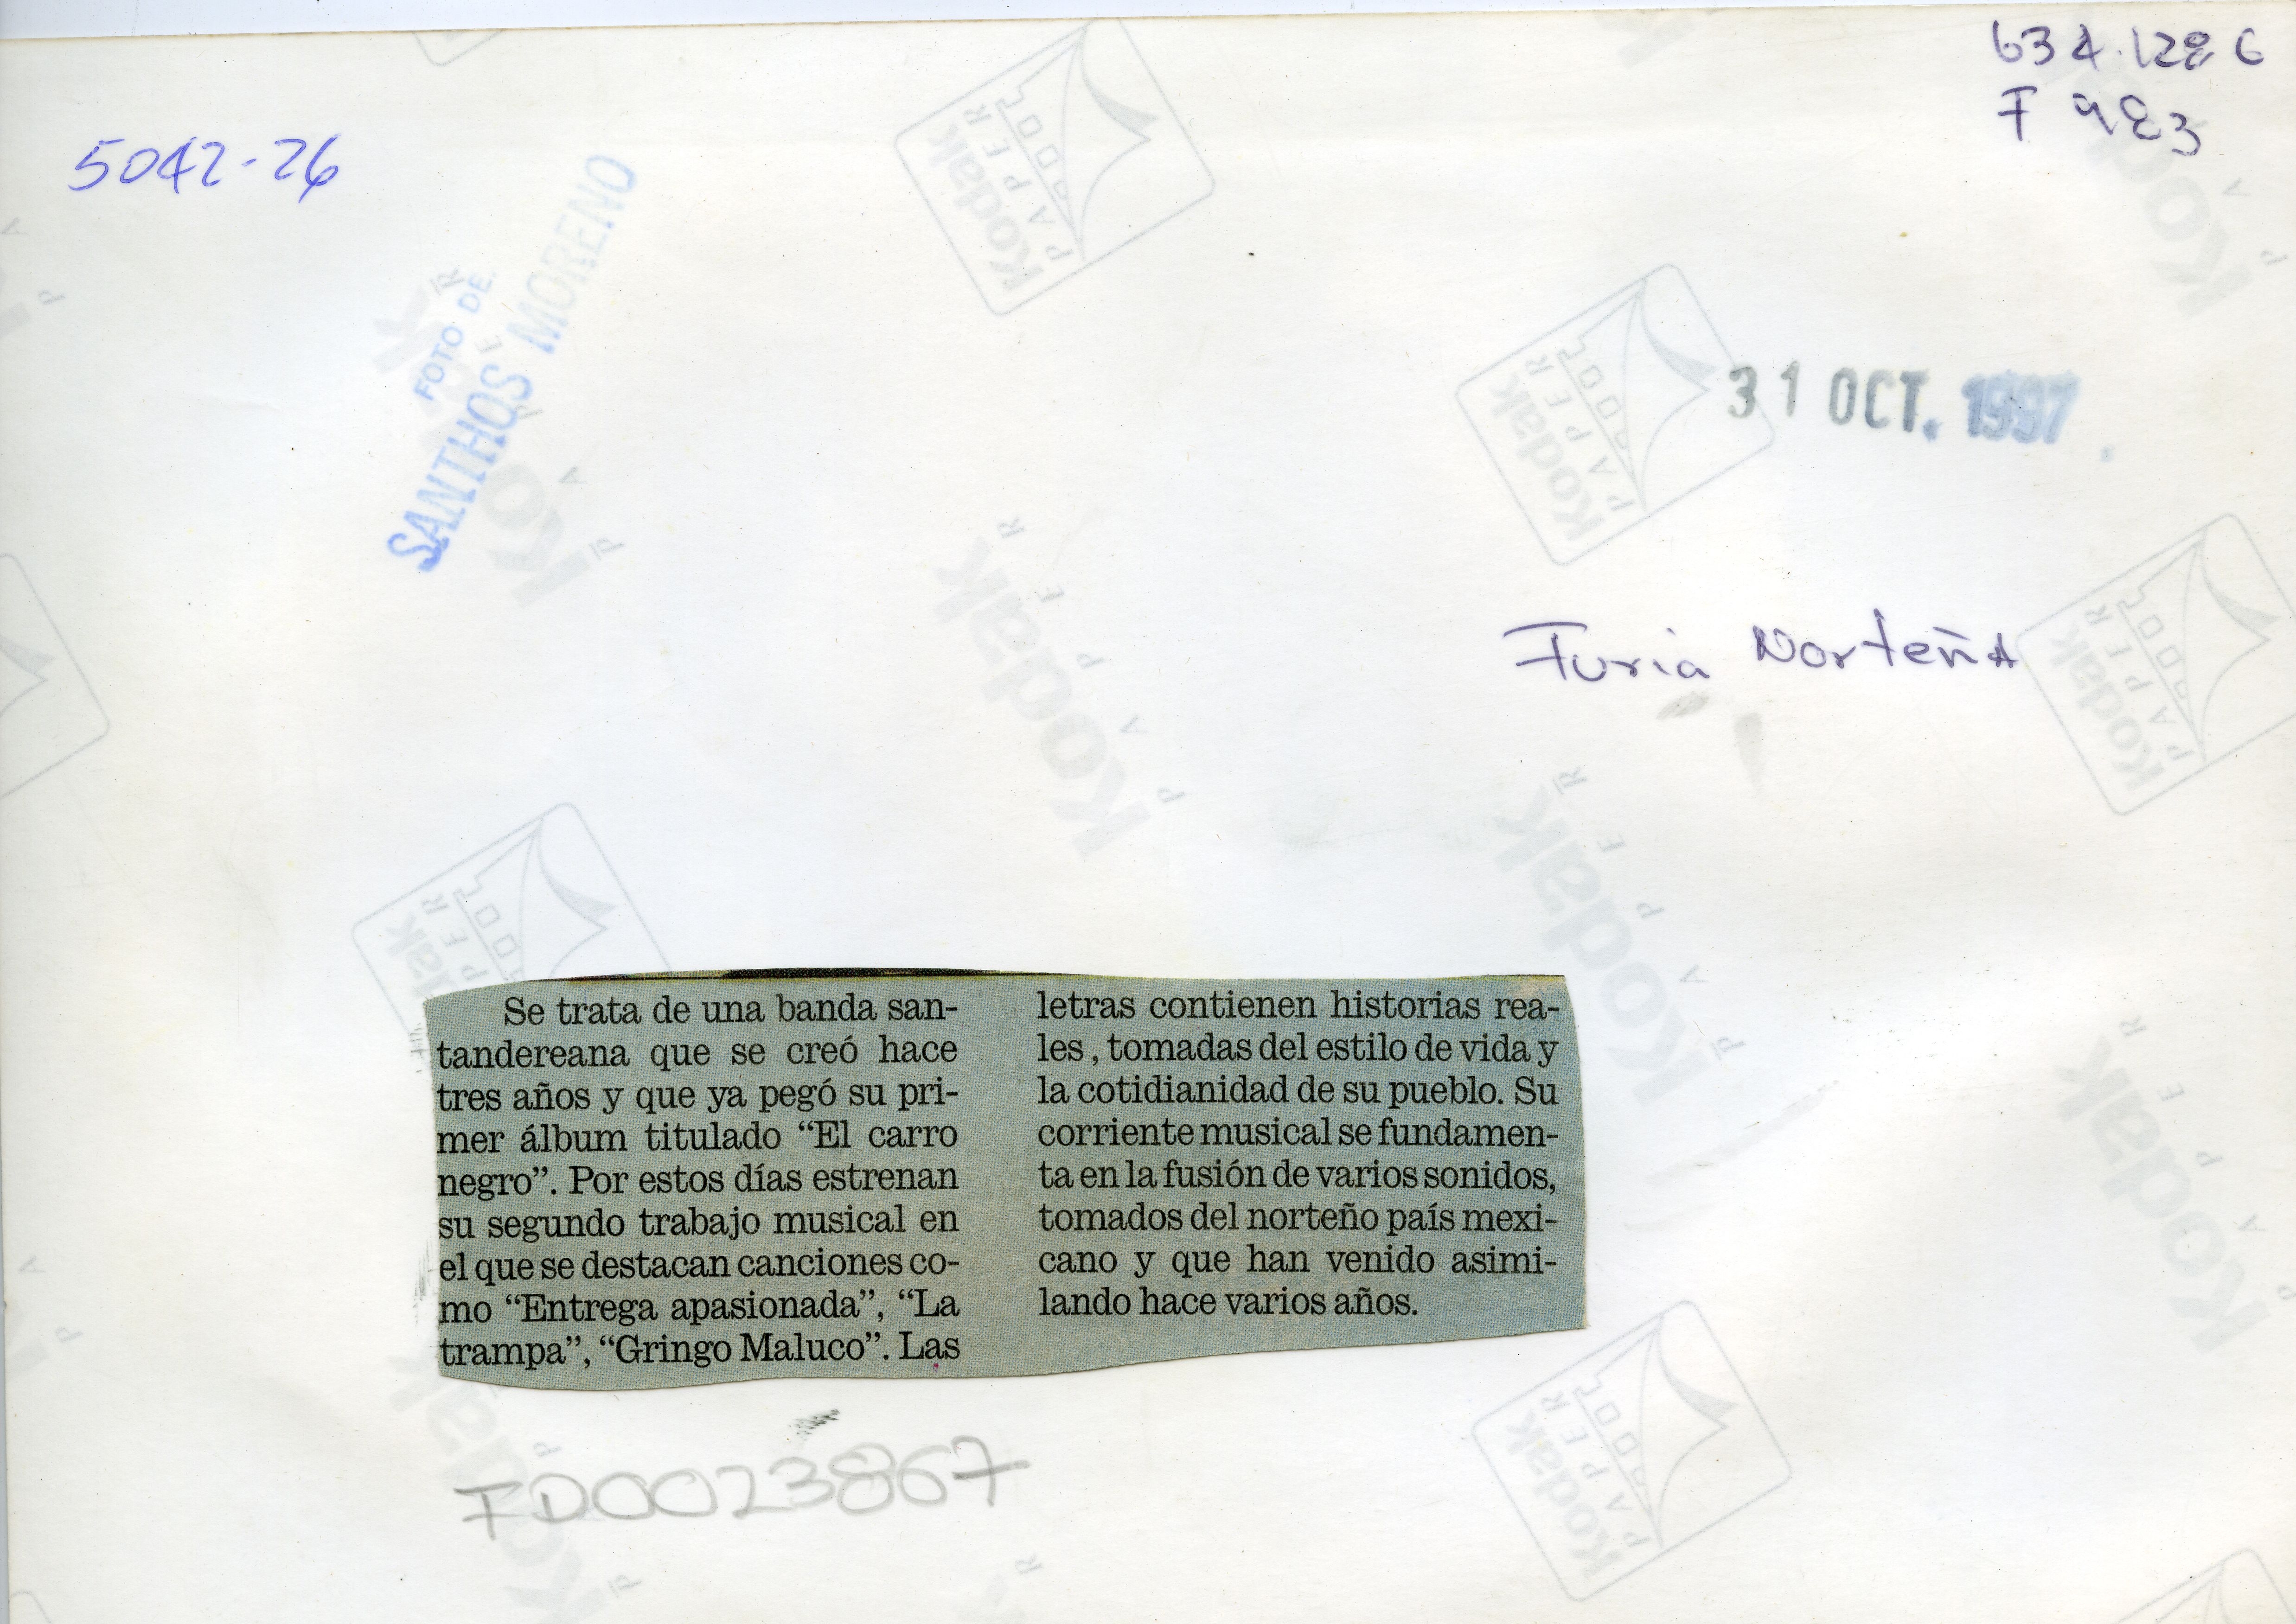 634.1286
F 983
5042-26
FOTO DE.
SANTHOS MORENO
31 OCT. 1997
Furia Norteña
Se trata de una banda san-
tandereana que se creó hace
tres años y que ya pegó su pri-
mer álbum titulado “El carro
negro”. Por estos días estrenan
su segundo trabajo musical en
el que se destacan canciones co-
mo “Entrega apasionada”, “La
trampa”, “Gringo Maluco”. Las
letras contienen historias rea-
les, tomadas del estilo de vida y
la cotidianidad de su pueblo. Su
corriente musical se fundamen-
ta en la fusión de varios sonidos,
tomados del norteño país mexi-
cano y que han venido asimi-
lando hace varios años.
FD0023867
Kodak
PAPER